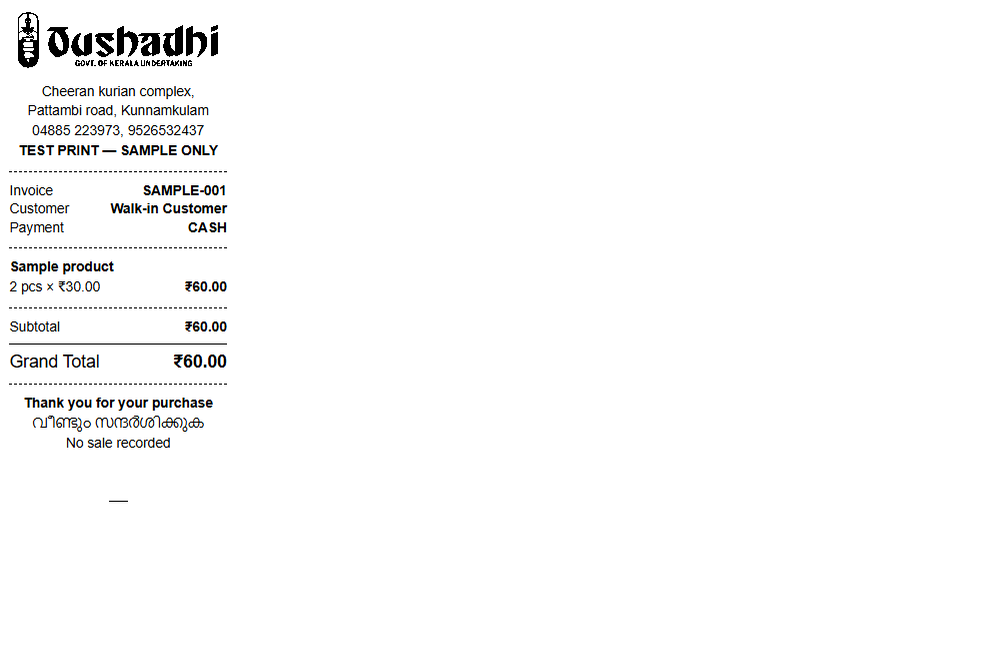 Oushadhi
GOVT. OF KERALA UNDERTAKING
Cheeran kurian complex,
Pattambi road, Kunnamkulam
04885 223973, 9526532437
TEST PRINT — SAMPLE ONLY
Invoice SAMPLE-001
Customer Walk-in Customer
Payment CASH
Sample product
2 pcs × ₹30.00 ₹60.00
Subtotal ₹60.00
Grand Total ₹60.00
Thank you for your purchase
വീണ്ടും സന്ദർശിക്കുക
No sale recorded